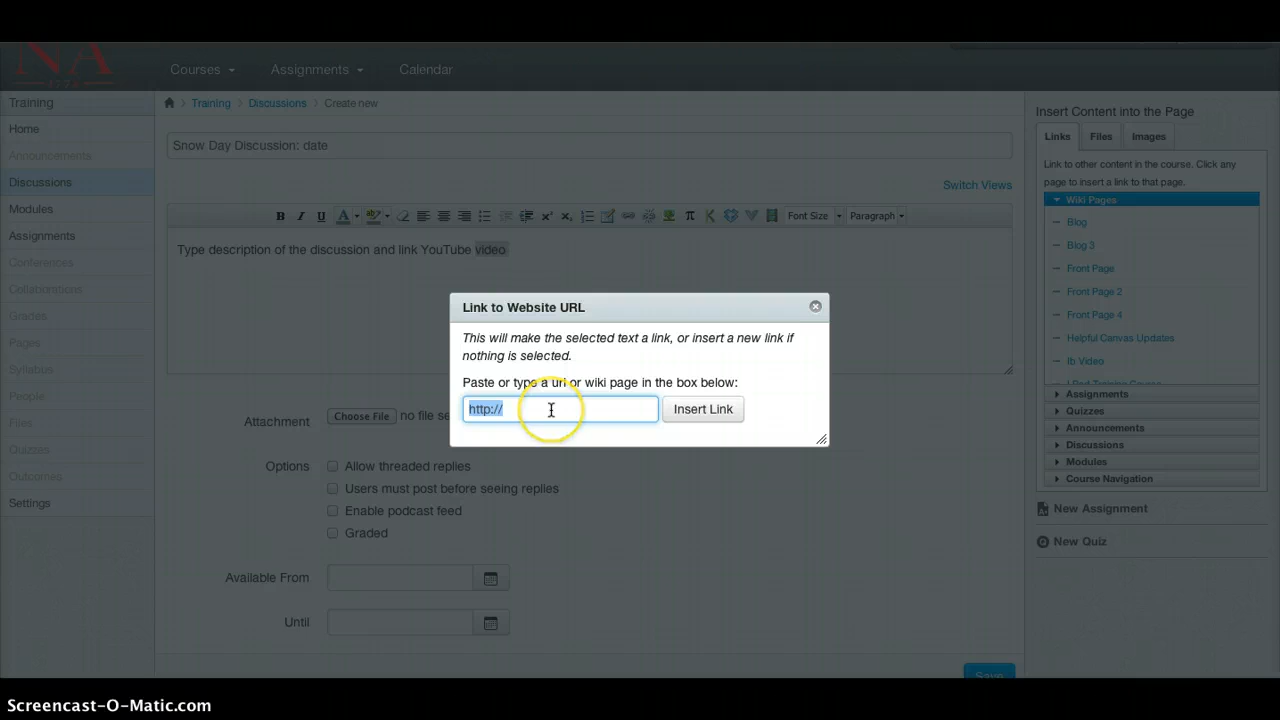 NA
Courses Assignments Calendar
Training
Home
Announcements
Discussions
Modules
Assignments
Conferences
Collaborations
Grades
Pages
Syllabus
People
Files
Quizzes
Outcomes
Settings
Training > Discussions > Create new
Snow Day Discussion: date
Switch Views
B I U A Font Size Paragraph
Type description of the discussion and link YouTube video
Link to Website URL
This will make the selected text a link, or insert a new link if
nothing is selected.
Paste or type a url or wiki page in the box below:
http:// Insert Link
Attachment Choose File no file
Options Allow threaded replies
Users must post before seeing replies
Enable podcast feed
Graded
Available From
Until
Save
Insert Content into the Page
Links Files Images
Link to other content in the course. Click any
page to insert a link to that page.
Wiki Pages
Blog
Blog 3
Front Page
Front Page 2
Front Page 4
Helpful Canvas Updates
Ib Video
Assignments
Quizzes
Announcements
Discussions
Modules
Course Navigation
New Assignment
New Quiz
Screencast-O-Matic.com